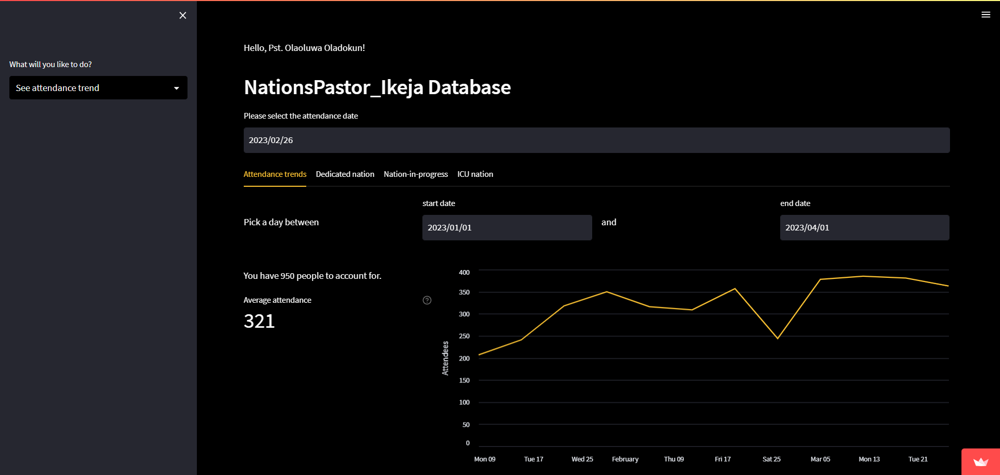 Hello, Pst. Olaoluwa Oladokun!
What will you like to do?
See attendance trend
NationsPastor_Ikeja Database
Please select the attendance date
2023/02/26
Attendance trends Dedicated nation Nation-in-progress ICU nation
start date
end date
Pick a day between
2023/01/01
and
2023/04/01
You have 950 people to account for.
Average attendance
321
Attendees
400
350
300
250
200
150
100
50
0
Mon 09 Tue 17 Wed 25 February Thu 09 Fri 17 Sat 25 Mar 05 Mon 13 Tue 21